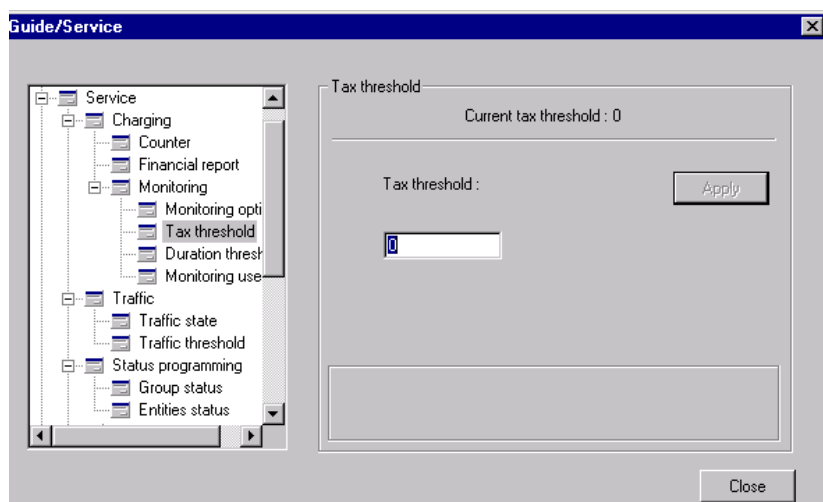 Guide/Service
Service
Charging
Counter
Financial report
Monitoring
Monitoring opti
Tax threshold
Duration thresh
Monitoring use
Traffic
Traffic state
Traffic threshold
Status programming
Group status
Entities status
Tax threshold
Current tax threshold : 0
Tax threshold :
Apply
0
Close